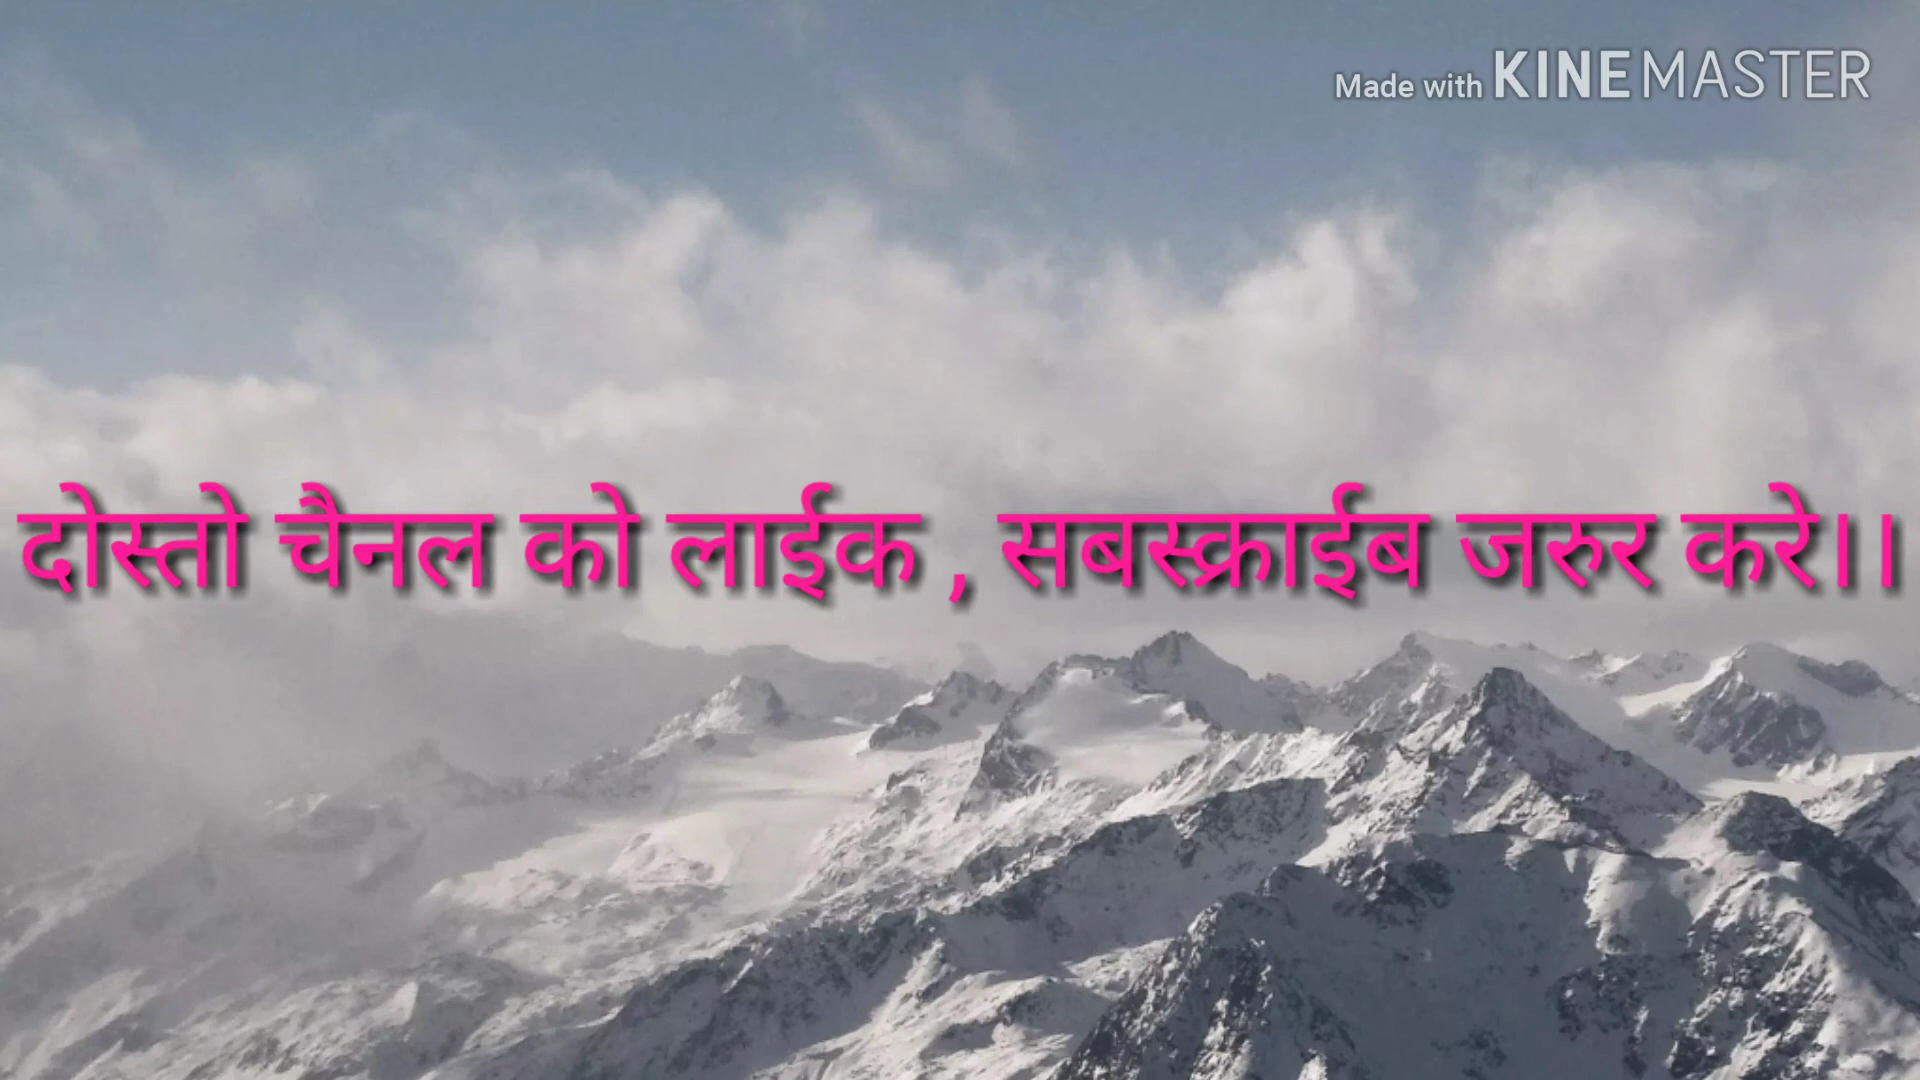 Made with KINEMASTER
दोस्तो चैनल को लाईक , सबस्क्राईब जरुर करे।।